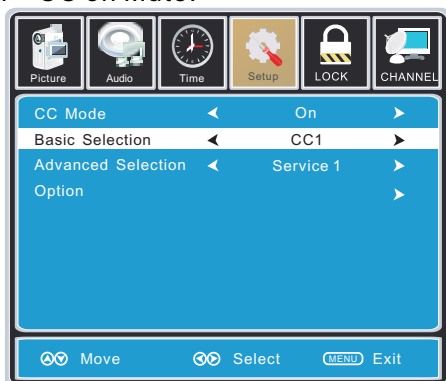 Picture Audio Time Setup LOCK CHANNEL
CC Mode On
Basic Selection CC1
Advanced Selection Service 1
Option
Move Select MENU Exit